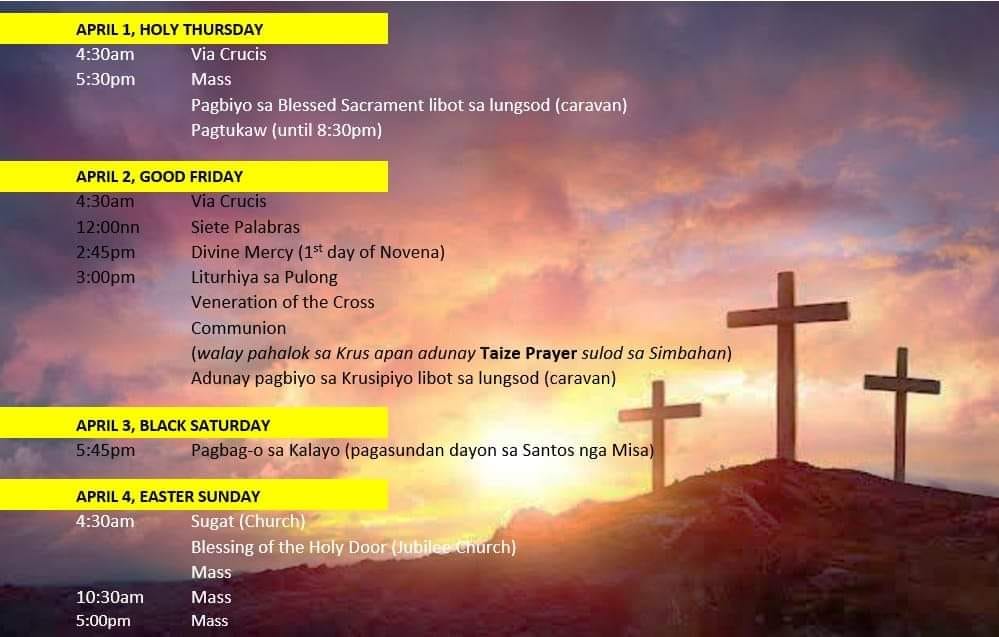 APRIL 1, HOLY THURSDAY
4:30am Via Crucis
5:30pm Mass
Pagbiyo sa Blessed Sacrament libot sa lungsod (caravan)
Pagtukaw (until 8:30pm)
APRIL 2, GOOD FRIDAY
4:30am Via Crucis
12:00nn Siete Palabras
2:45pm Divine Mercy (1st day of Novena)
3:00pm Liturhiya sa Pulong
Veneration of the Cross
Communion
(walay pahalok sa Krus apan adunay Taize Prayer sulod sa Simbahan)
Adunay pagbiyo sa Krusipiyo libot sa lungsod (caravan)
APRIL 3, BLACK SATURDAY
5:45pm Pagbag-o sa Kalayo (pagasundan dayon sa Santos nga Misa)
APRIL 4, EASTER SUNDAY
4:30am Sugat (Church)
Blessing of the Holy Door (Jubilee Church)
Mass
10:30am Mass
5:00pm Mass